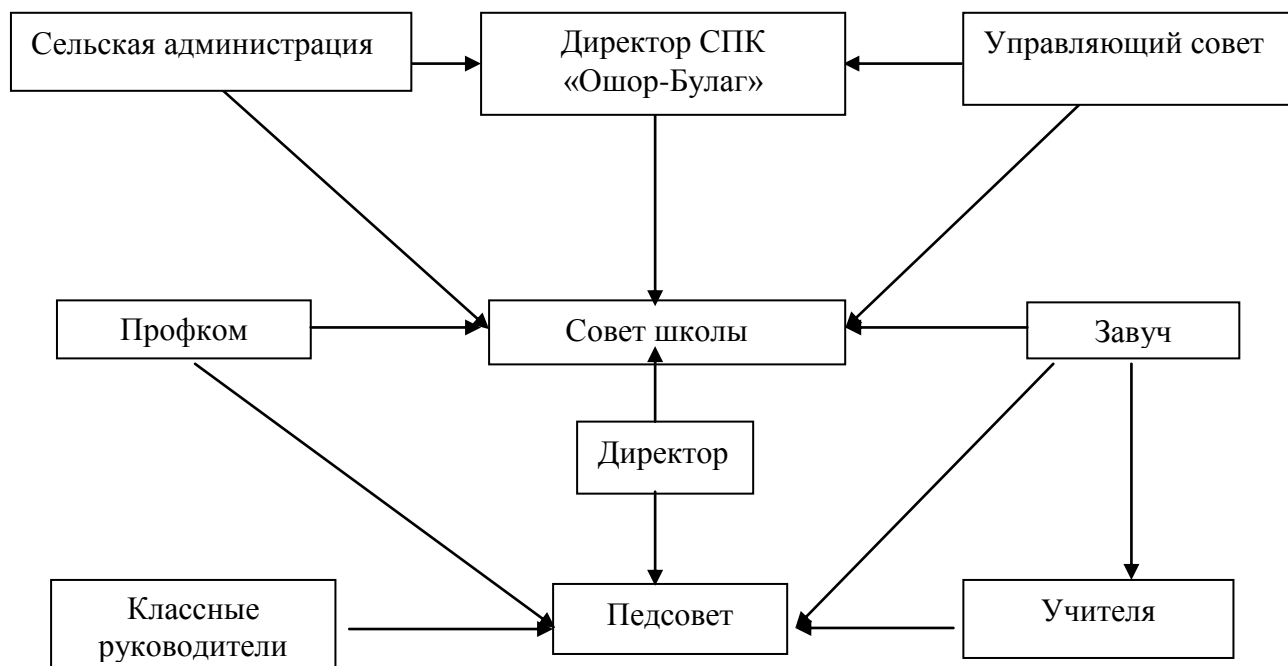 Сельская администрация
Директор СПК
«Ошор-Булаг»
Управляющий совет
Профком
Совет школы
Завуч
Директор
Классные
руководители
Педсовет
Учителя